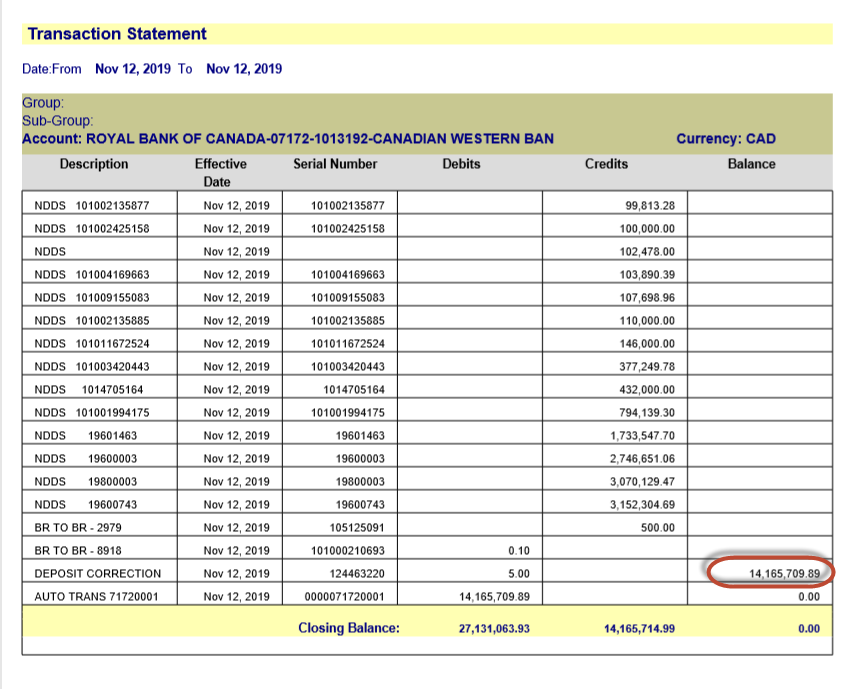 Transaction Statement
Date:From Nov 12, 2019 To Nov 12, 2019
Group:
Sub-Group:
Account: ROYAL BANK OF CANADA-07172-1013192-CANADIAN WESTERN BAN Currency: CAD
Description Effective Date Serial Number Debits Credits Balance
NDDS 101002135877 Nov 12, 2019 101002135877 99,813.28
NDDS 101002425158 Nov 12, 2019 101002425158 100,000.00
NDDS Nov 12, 2019 102,478.00
NDDS 101004169663 Nov 12, 2019 101004169663 103,890.39
NDDS 101009155083 Nov 12, 2019 101009155083 107,698.96
NDDS 101002135885 Nov 12, 2019 101002135885 110,000.00
NDDS 101011672524 Nov 12, 2019 101011672524 146,000.00
NDDS 101003420443 Nov 12, 2019 101003420443 377,249.78
NDDS 1014705164 Nov 12, 2019 1014705164 432,000.00
NDDS 101001994175 Nov 12, 2019 101001994175 794,139.30
NDDS 19601463 Nov 12, 2019 19601463 1,733,547.70
NDDS 19600003 Nov 12, 2019 19600003 2,746,651.06
NDDS 19800003 Nov 12, 2019 19800003 3,070,129.47
NDDS 19600743 Nov 12, 2019 19600743 3,152,304.69
BR TO BR - 2979 Nov 12, 2019 105125091 500.00
BR TO BR - 8918 Nov 12, 2019 101000210693 0.10
DEPOSIT CORRECTION Nov 12, 2019 124463220 5.00 14,165,709.89
AUTO TRANS 71720001 Nov 12, 2019 0000071720001 14,165,709.89 0.00
Closing Balance: 27,131,063.93 14,165,714.99 0.00